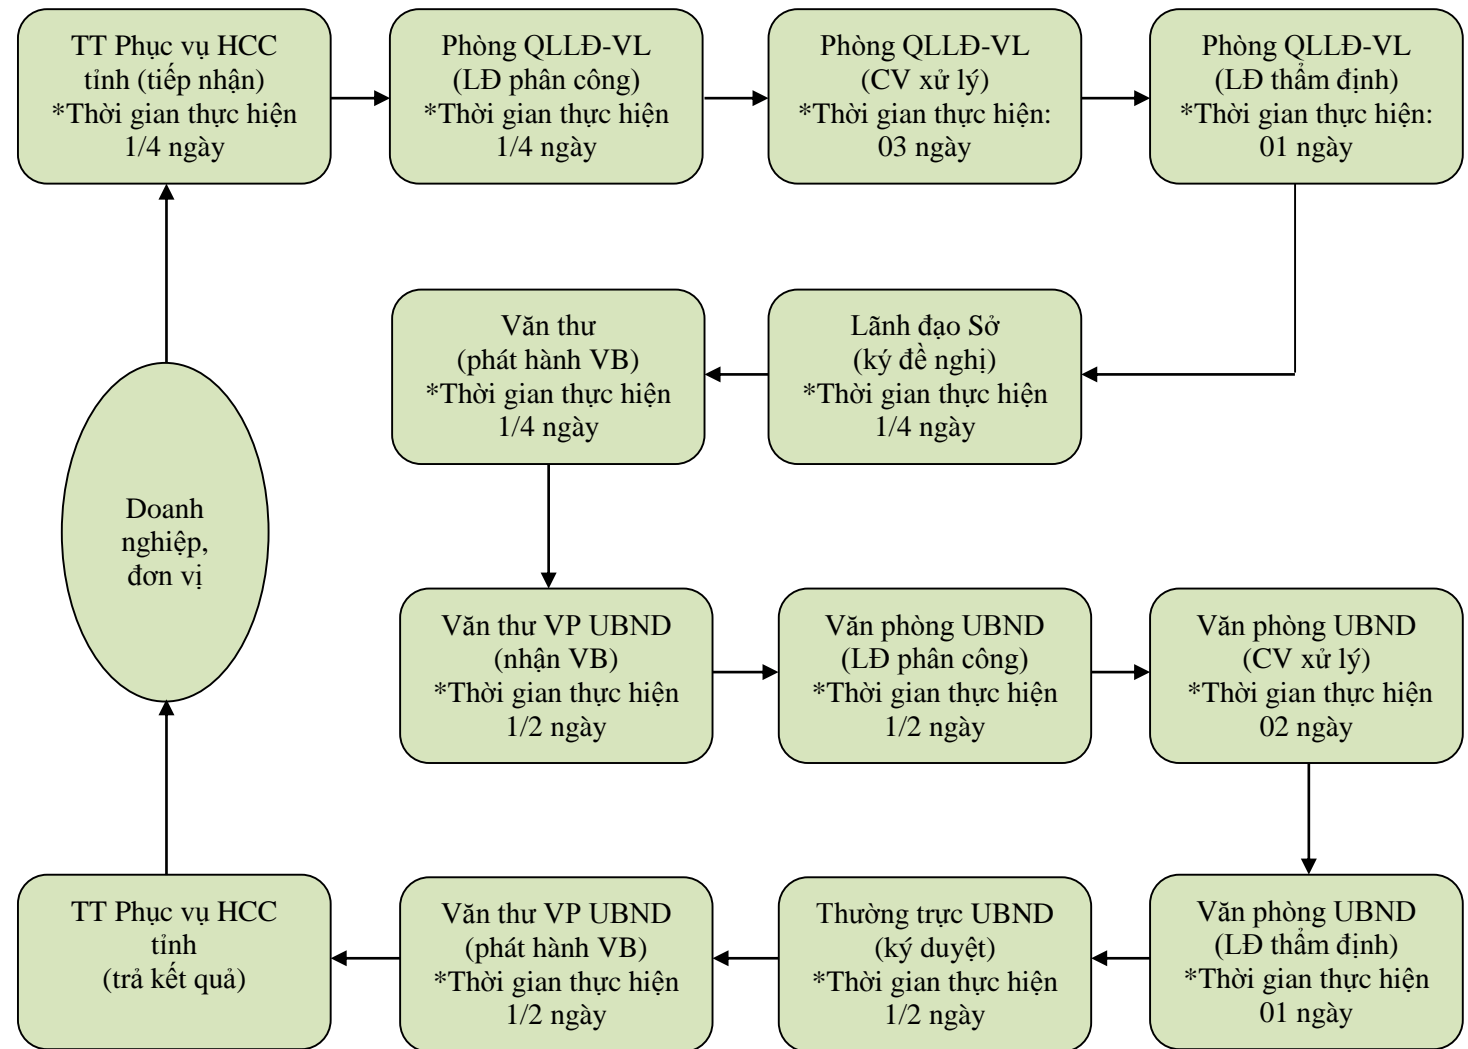 TT Phục vụ HCC
tỉnh (tiếp nhận)
*Thời gian thực hiện
1/4 ngày
Phòng QLLĐ-VL
(LĐ phân công)
*Thời gian thực hiện
1/4 ngày
Phòng QLLĐ-VL
(CV xử lý)
*Thời gian thực hiện:
03 ngày
Phòng QLLĐ-VL
(LĐ thẩm định)
*Thời gian thực hiện:
01 ngày
Văn thư
(phát hành VB)
*Thời gian thực hiện
1/4 ngày
Lãnh đạo Sở
(ký đề nghị)
*Thời gian thực hiện
1/4 ngày
Doanh
nghiệp,
đơn vị
Văn thư VP UBND
(nhận VB)
*Thời gian thực hiện
1/2 ngày
Văn phòng UBND
(LĐ phân công)
*Thời gian thực hiện
1/2 ngày
Văn phòng UBND
(CV xử lý)
*Thời gian thực hiện
02 ngày
TT Phục vụ HCC
tỉnh
(trả kết quả)
Văn thư VP UBND
(phát hành VB)
*Thời gian thực hiện
1/2 ngày
Thường trực UBND
(ký duyệt)
*Thời gian thực hiện
1/2 ngày
Văn phòng UBND
(LĐ thẩm định)
*Thời gian thực hiện
01 ngày